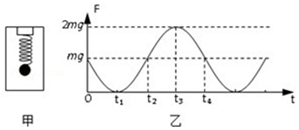 F
2mg
mg
O t₁ t₂ t₃ t₄ t
甲 乙